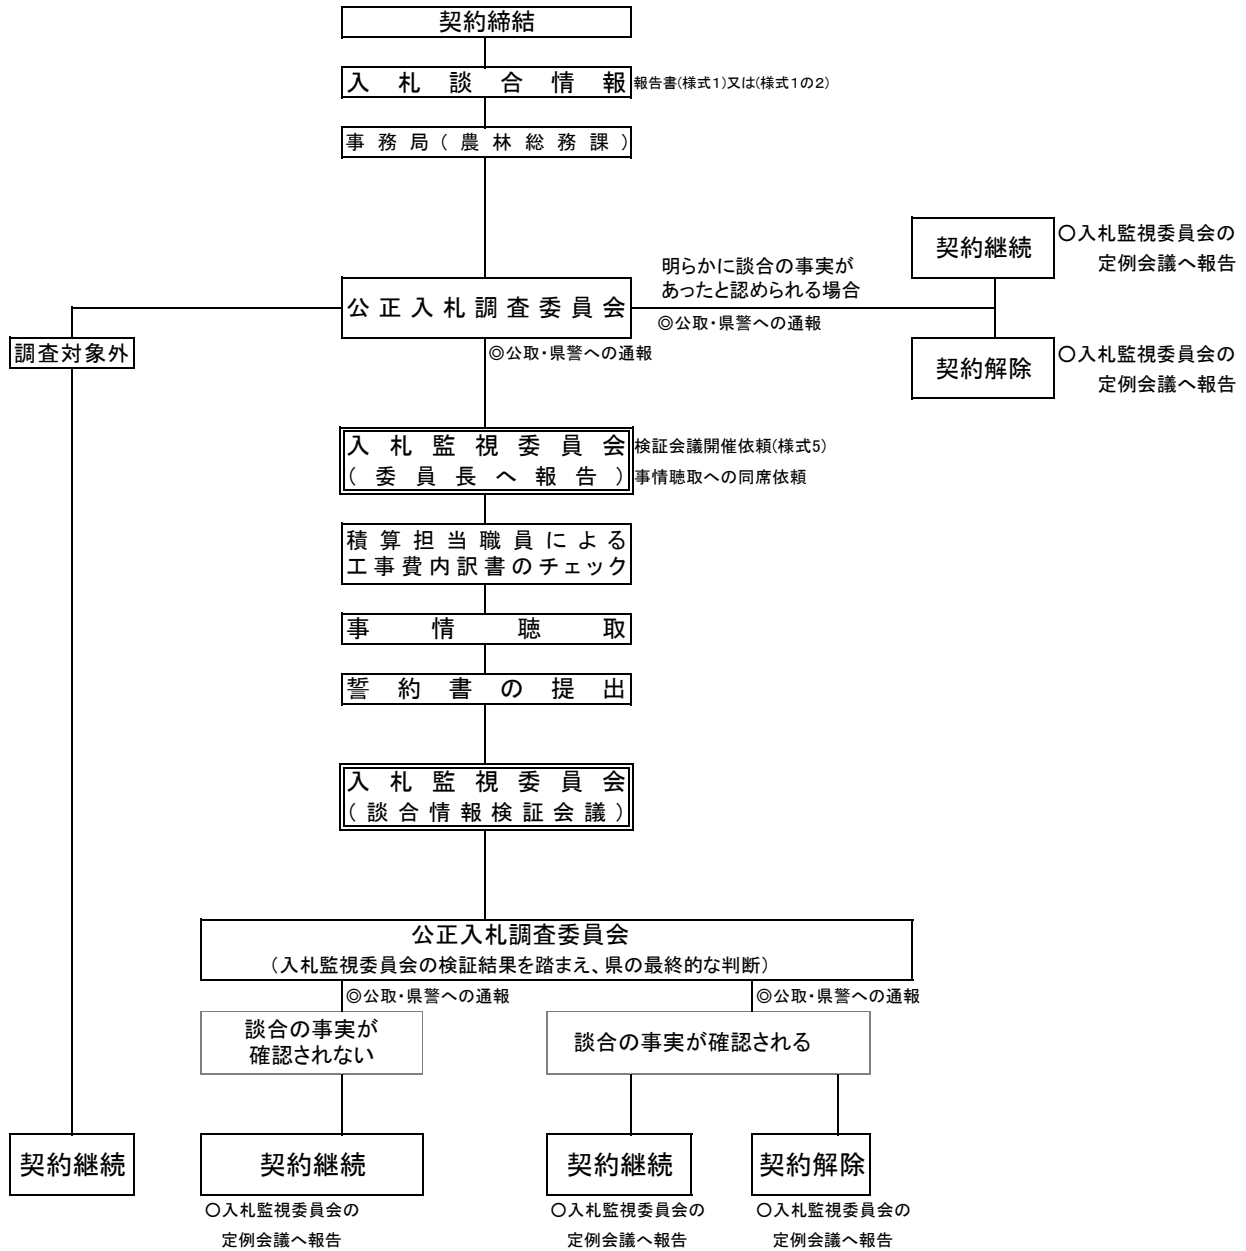 契約締結
入札談合情報
報告書(様式1)又は(様式1の2)
事務局(農林総務課)
契約継続
〇入札監視委員会の
定例会議へ報告
明らかに談合の事実が
あったと認められる場合
公正入札調査委員会
◎公取・県警への通報
◎公取・県警への通報
調査対象外
契約解除
〇入札監視委員会の
定例会議へ報告
入札監視委員会
(委員長へ報告)
検証会議開催依頼(様式5)
事情聴取への同席依頼
積算担当職員による
工事費内訳書のチェック
事情聴取
誓約書の提出
入札監視委員会
(談合情報検証会議)
公正入札調査委員会
(入札監視委員会の検証結果を踏まえ、県の最終的な判断)
◎公取・県警への通報
◎公取・県警への通報
談合の事実が
確認されない
談合の事実が確認される
契約継続
契約継続
契約継続
契約解除
〇入札監視委員会の
定例会議へ報告
〇入札監視委員会の
定例会議へ報告
〇入札監視委員会の
定例会議へ報告